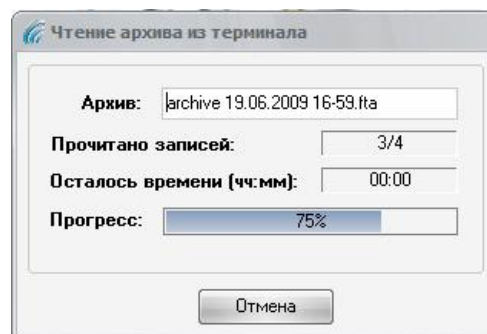 Чтение архива из терминала
Архив: archive 19.06.2009 16-59.fta
Прочитано записей: 3/4
Осталось времени (чч:мм): 00:00
Прогресс: 75%
Отмена